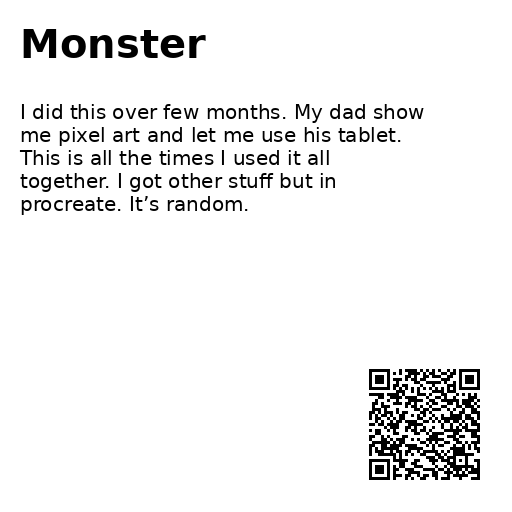 Monster
I did this over few months. My dad show
me pixel art and let me use his tablet.
This is all the times I used it all
together. I got other stuff but in
procreate. It’s random.